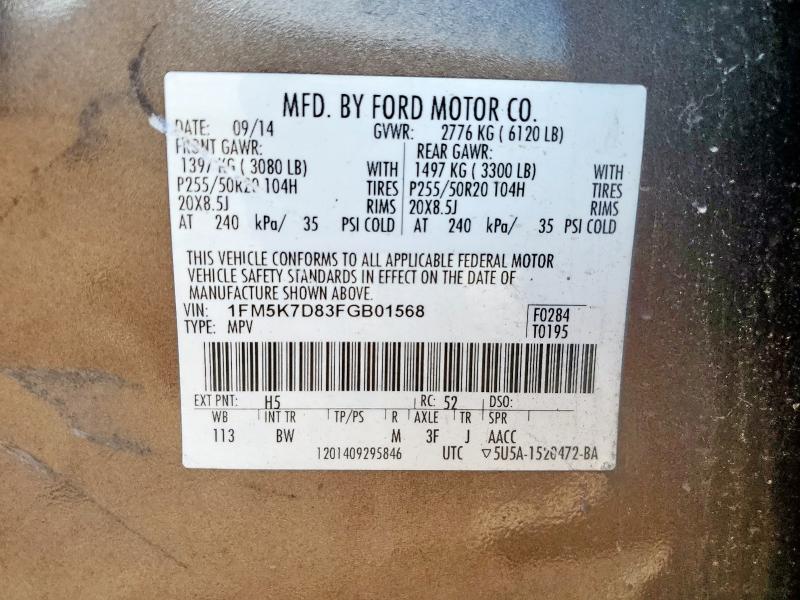 MFD. BY FORD MOTOR CO.
DATE: 09/14 GVWR: 2776 KG ( 6120 LB)
FRONT GAWR: REAR GAWR:
1397 KG ( 3080 LB) WITH 1497 KG ( 3300 LB) WITH
P255/50R20 104H TIRES P255/50R20 104H TIRES
20X8.5J RIMS 20X8.5J RIMS
AT 240 kPa/ 35 PSI COLD AT 240 kPa/ 35 PSI COLD
THIS VEHICLE CONFORMS TO ALL APPLICABLE FEDERAL MOTOR
VEHICLE SAFETY STANDARDS IN EFFECT ON THE DATE OF
MANUFACTURE SHOWN ABOVE.
VIN: 1FM5K7D83FGB01568 F0284
TYPE: MPV T0195
EXT PNT: H5 RC: 52 DSO:
WB INT TR TP/PS R AXLE TR SPR
113 BW M 3F J AACC
1201409295846 UTC ▽5U5A-1520472-BA